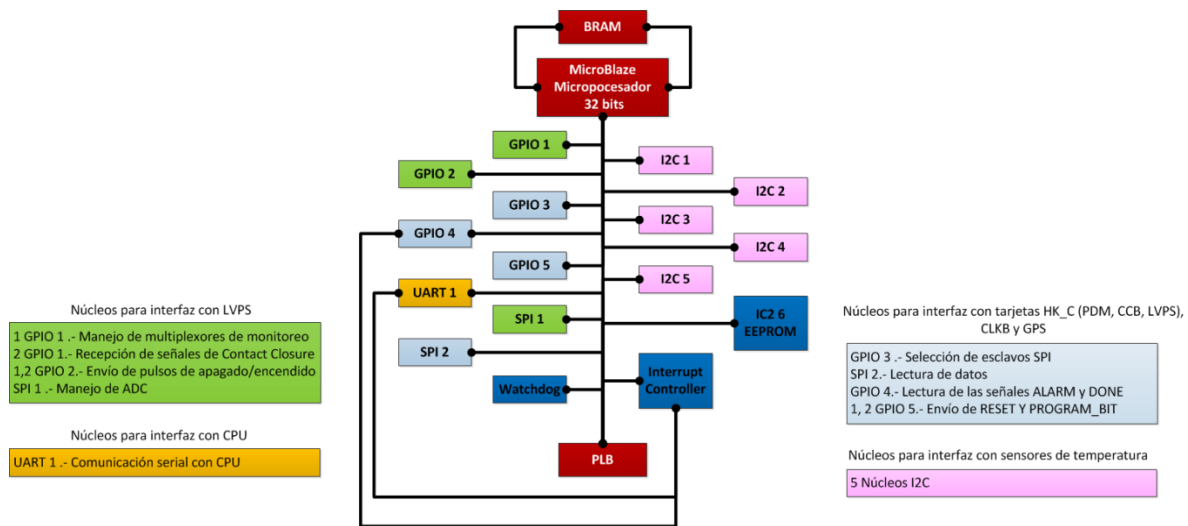 BRAM
MicroBlaze
Micropocesador
32 bits
GPIO 1
I2C 1
GPIO 2
I2C 2
GPIO 3
I2C 3
GPIO 4
I2C 4
GPIO 5
I2C 5
UART 1
SPI 1
IC2 6
EEPROM
SPI 2
Interrupt
Controller
Watchdog
PLB
Núcleos para interfaz con LVPS
1 GPIO 1 .- Manejo de multiplexores de monitoreo
2 GPIO 1.- Recepción de señales de Contact Closure
1,2 GPIO 2.- Envío de pulsos de apagado/encendido
SPI 1 .- Manejo de ADC
Núcleos para interfaz con CPU
UART 1 .- Comunicación serial con CPU
Núcleos para interfaz con tarjetas HK_C (PDM, CCB, LVPS),
CLKB y GPS
GPIO 3 .- Selección de esclavos SPI
SPI 2.- Lectura de datos
GPIO 4.- Lectura de las señales ALARM y DONE
1, 2 GPIO 5.- Envío de RESET Y PROGRAM_BIT
Núcleos para interfaz con sensores de temperatura
5 Núcleos I2C